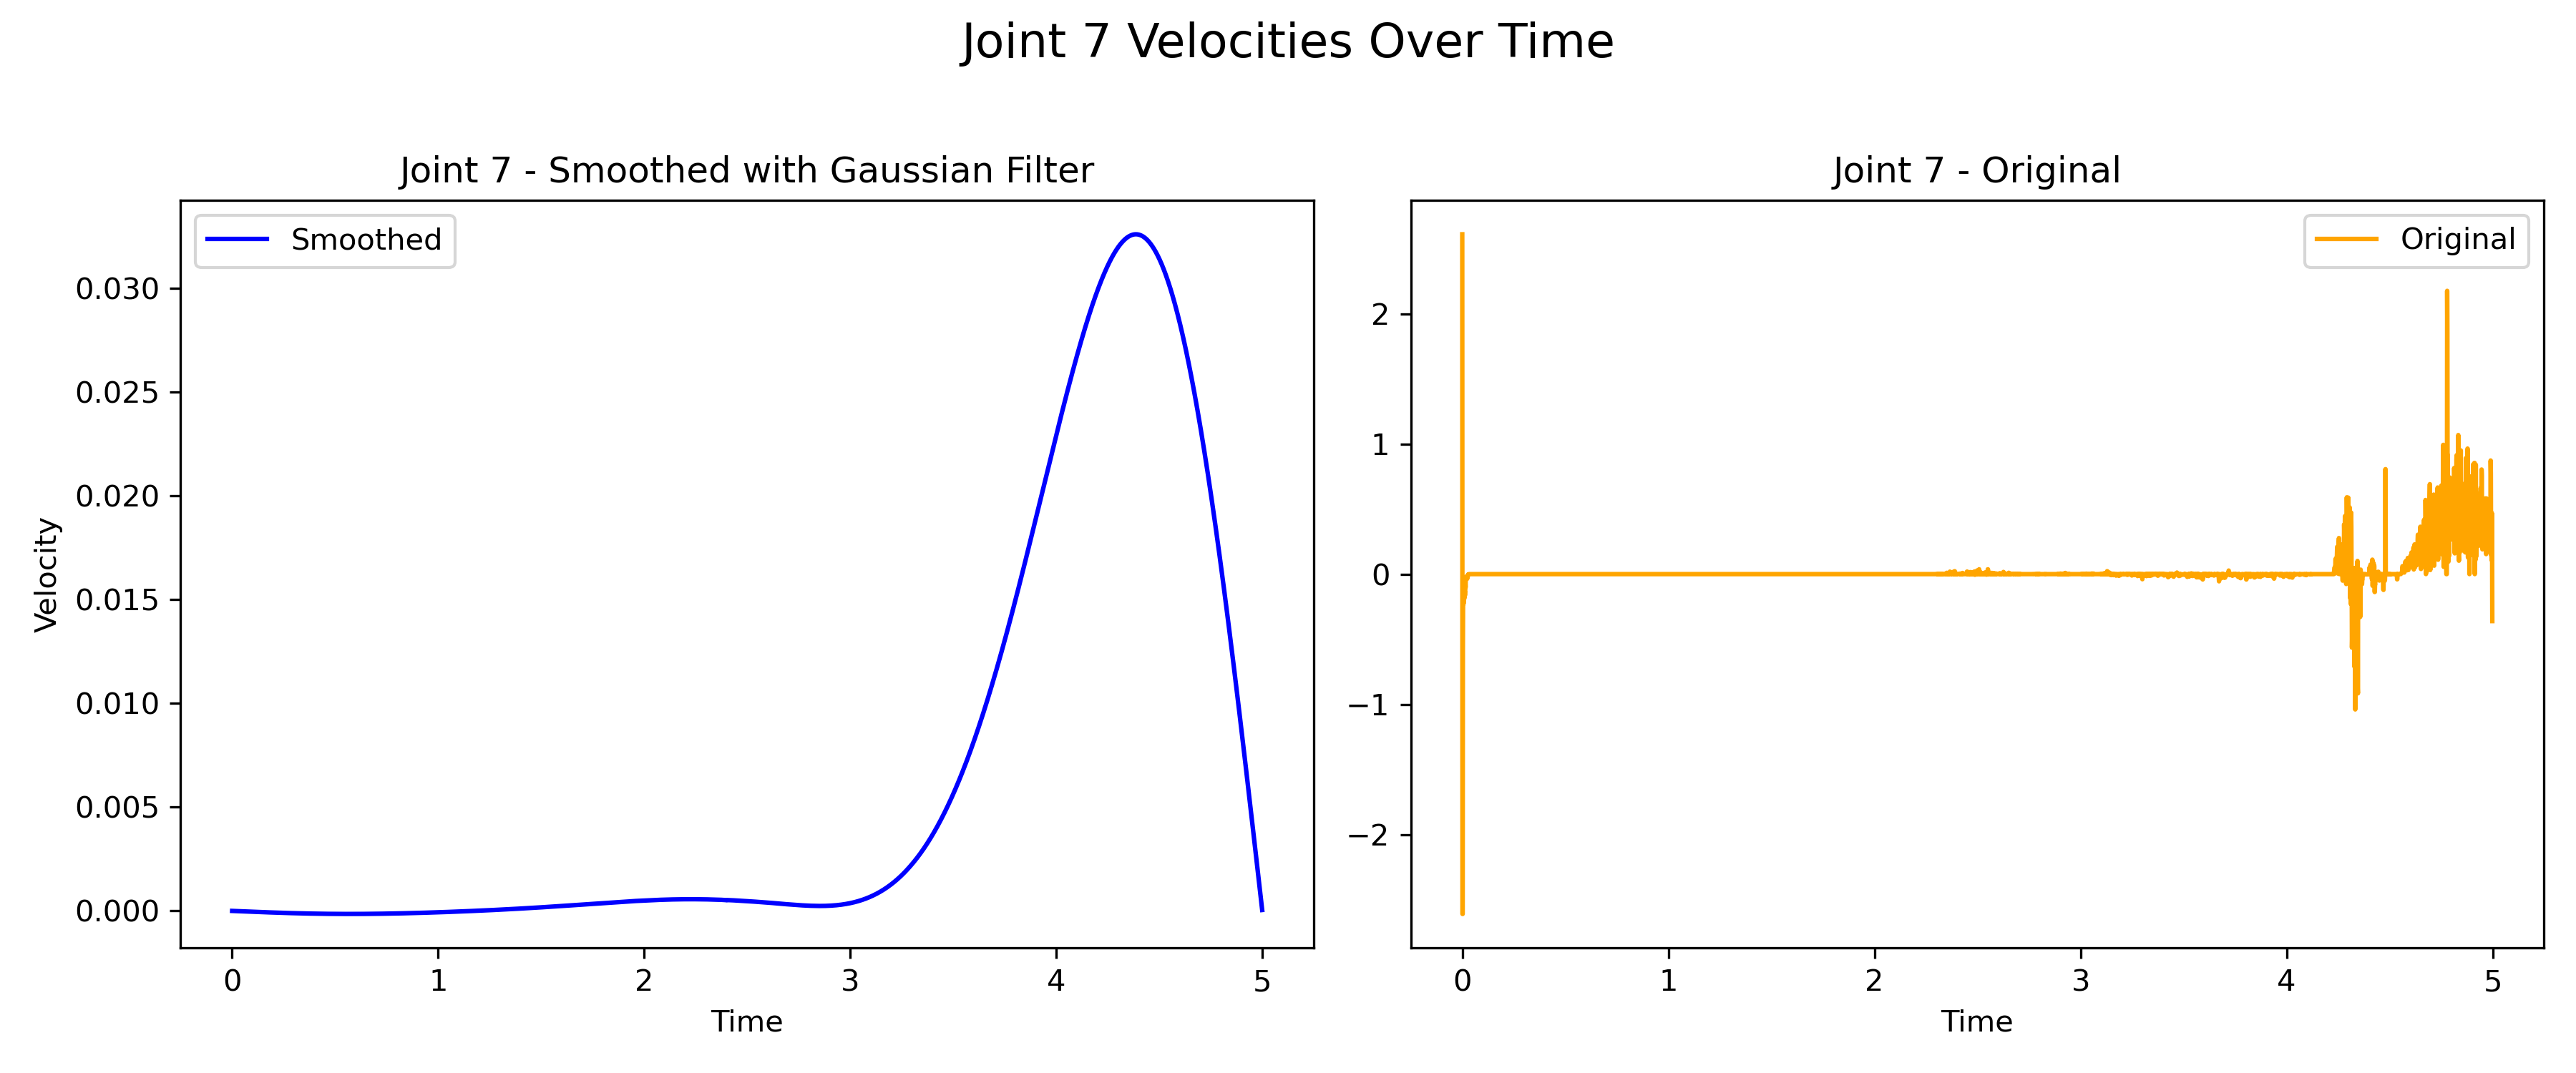 Joint 7 Velocities Over Time
Joint 7 - Smoothed with Gaussian Filter
Smoothed
Velocity
0.030
0.025
0.020
0.015
0.010
0.005
0.000
0 1 2 3 4 5
Time
Joint 7 - Original
Original
2
1
0
−1
−2
0 1 2 3 4 5
Time